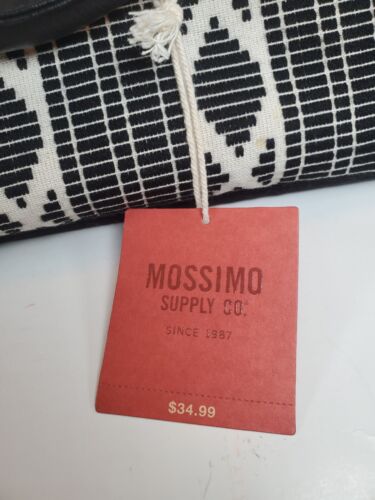 MOSSIMO
SUPPLY CO.
SINCE 1987
$34.99